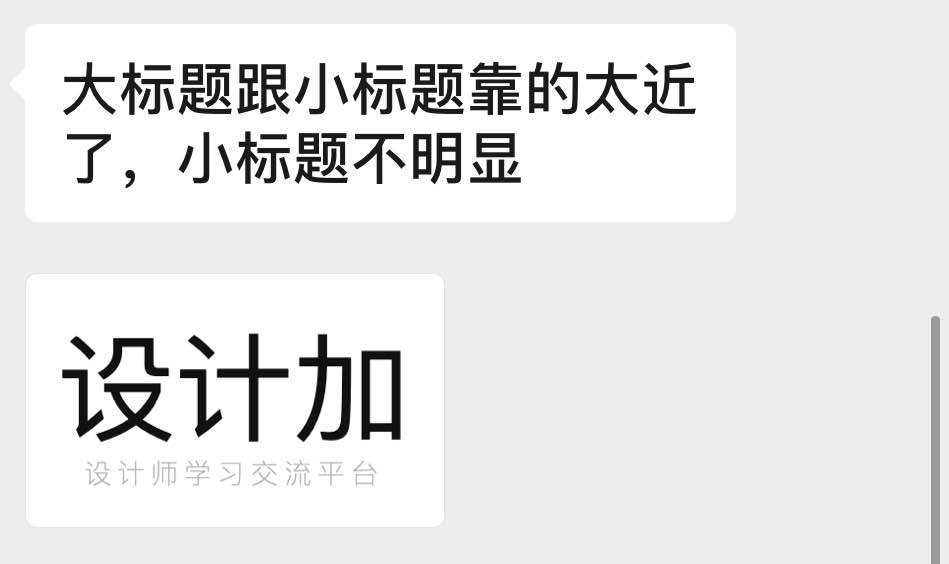 大标题跟小标题靠的太近
了，小标题不明显
设计加
设计师学习交流平台